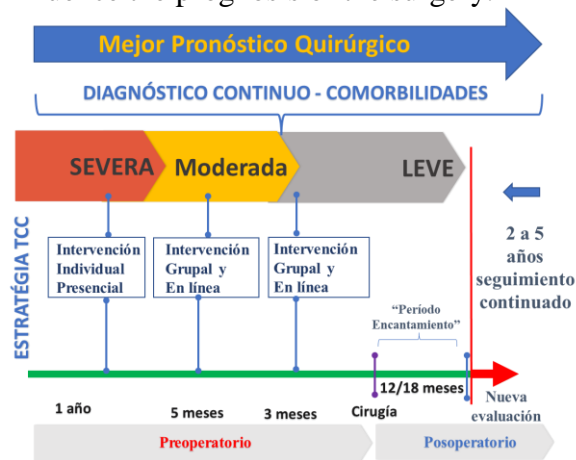 Mejor Pronóstico Quirúrgico
DIAGNÓSTICO CONTINUO - COMORBILIDADES
SEVERA
Moderada
LEVE
ESTRATÉGIA TCC
Intervención
Individual
Presencial
Intervención
Grupal y
En línea
Intervención
Grupal y
En línea
2 a 5
años
seguimiento
continuado
“Período
Encantamiento”
12/18 meses
1 año
5 meses
3 meses
Cirugía
Nueva
evaluación
Preoperatorio
Posoperatorio